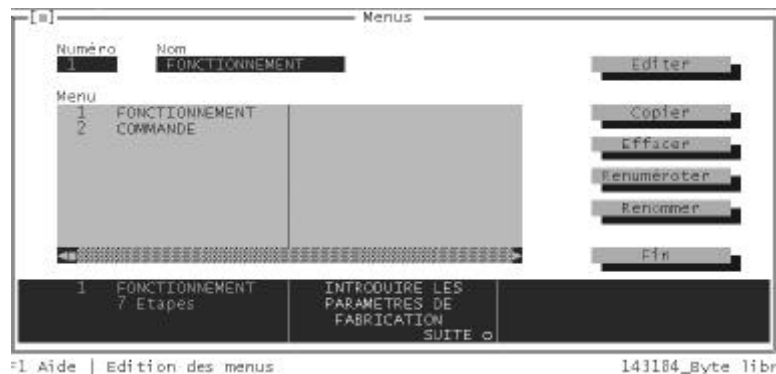 Menus
Numéro Nom
1 FONCTIONNEMENT
Editer
Menu
1 FONCTIONNEMENT
2 COMMANDE
Copier
Effacer
Renuméroter
Renommer
Fin
1 FONCTIONNEMENT
7 Etapes
INTRODUIRE LES
PARAMETRES DE
FABRICATION
SUITE o
F1 Aide | Edition des menus
143184_Byte libr